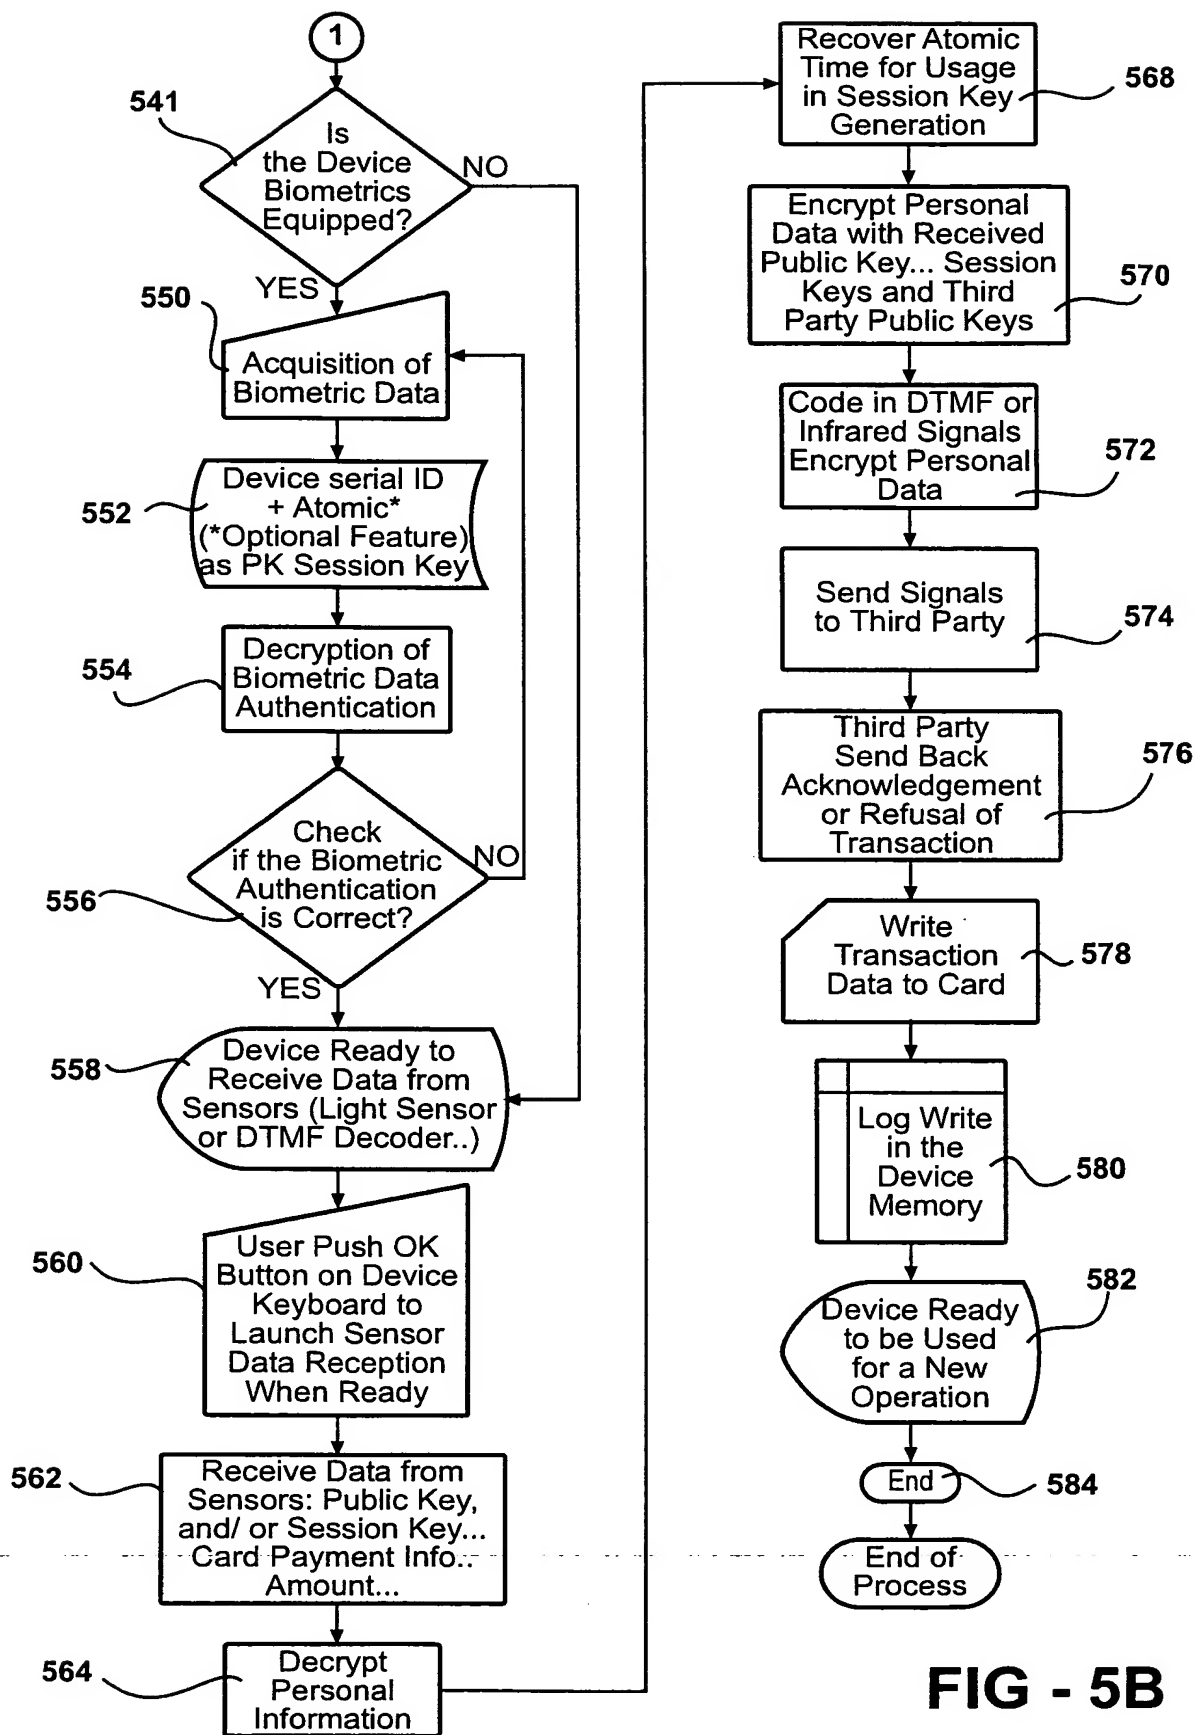 1
541
Is
the Device
Biometrics
Equipped?
NO
YES
550
Acquisition of
Biometric Data
552
Device serial ID
+ Atomic*
(*Optional Feature)
as PK Session Key
554
Decryption of
Biometric Data
Authentication
Check
if the Biometric
Authentication
is Correct?
NO
556
YES
558
Device Ready to
Receive Data from
Sensors (Light Sensor
or DTMF Decoder..)
560
User Push OK
Button on Device
Keyboard to
Launch Sensor
Data Reception
When Ready
562
Receive Data from
Sensors: Public Key,
and/ or Session Key...
Card Payment Info..
Amount...
564
Decrypt
Personal
Information
Recover Atomic
Time for Usage
in Session Key
Generation
568
Encrypt Personal
Data with Received
Public Key... Session
Keys and Third
Party Public Keys
570
Code in DTMF or
Infrared Signals
Encrypt Personal
Data
572
Send Signals
to Third Party
574
Third Party
Send Back
Acknowledgement
or Refusal of
Transaction
576
Write
Transaction
Data to Card
578
Log Write
in the
Device
Memory
580
Device Ready
to be Used
for a New
Operation
582
End
584
End of
Process
FIG - 5B